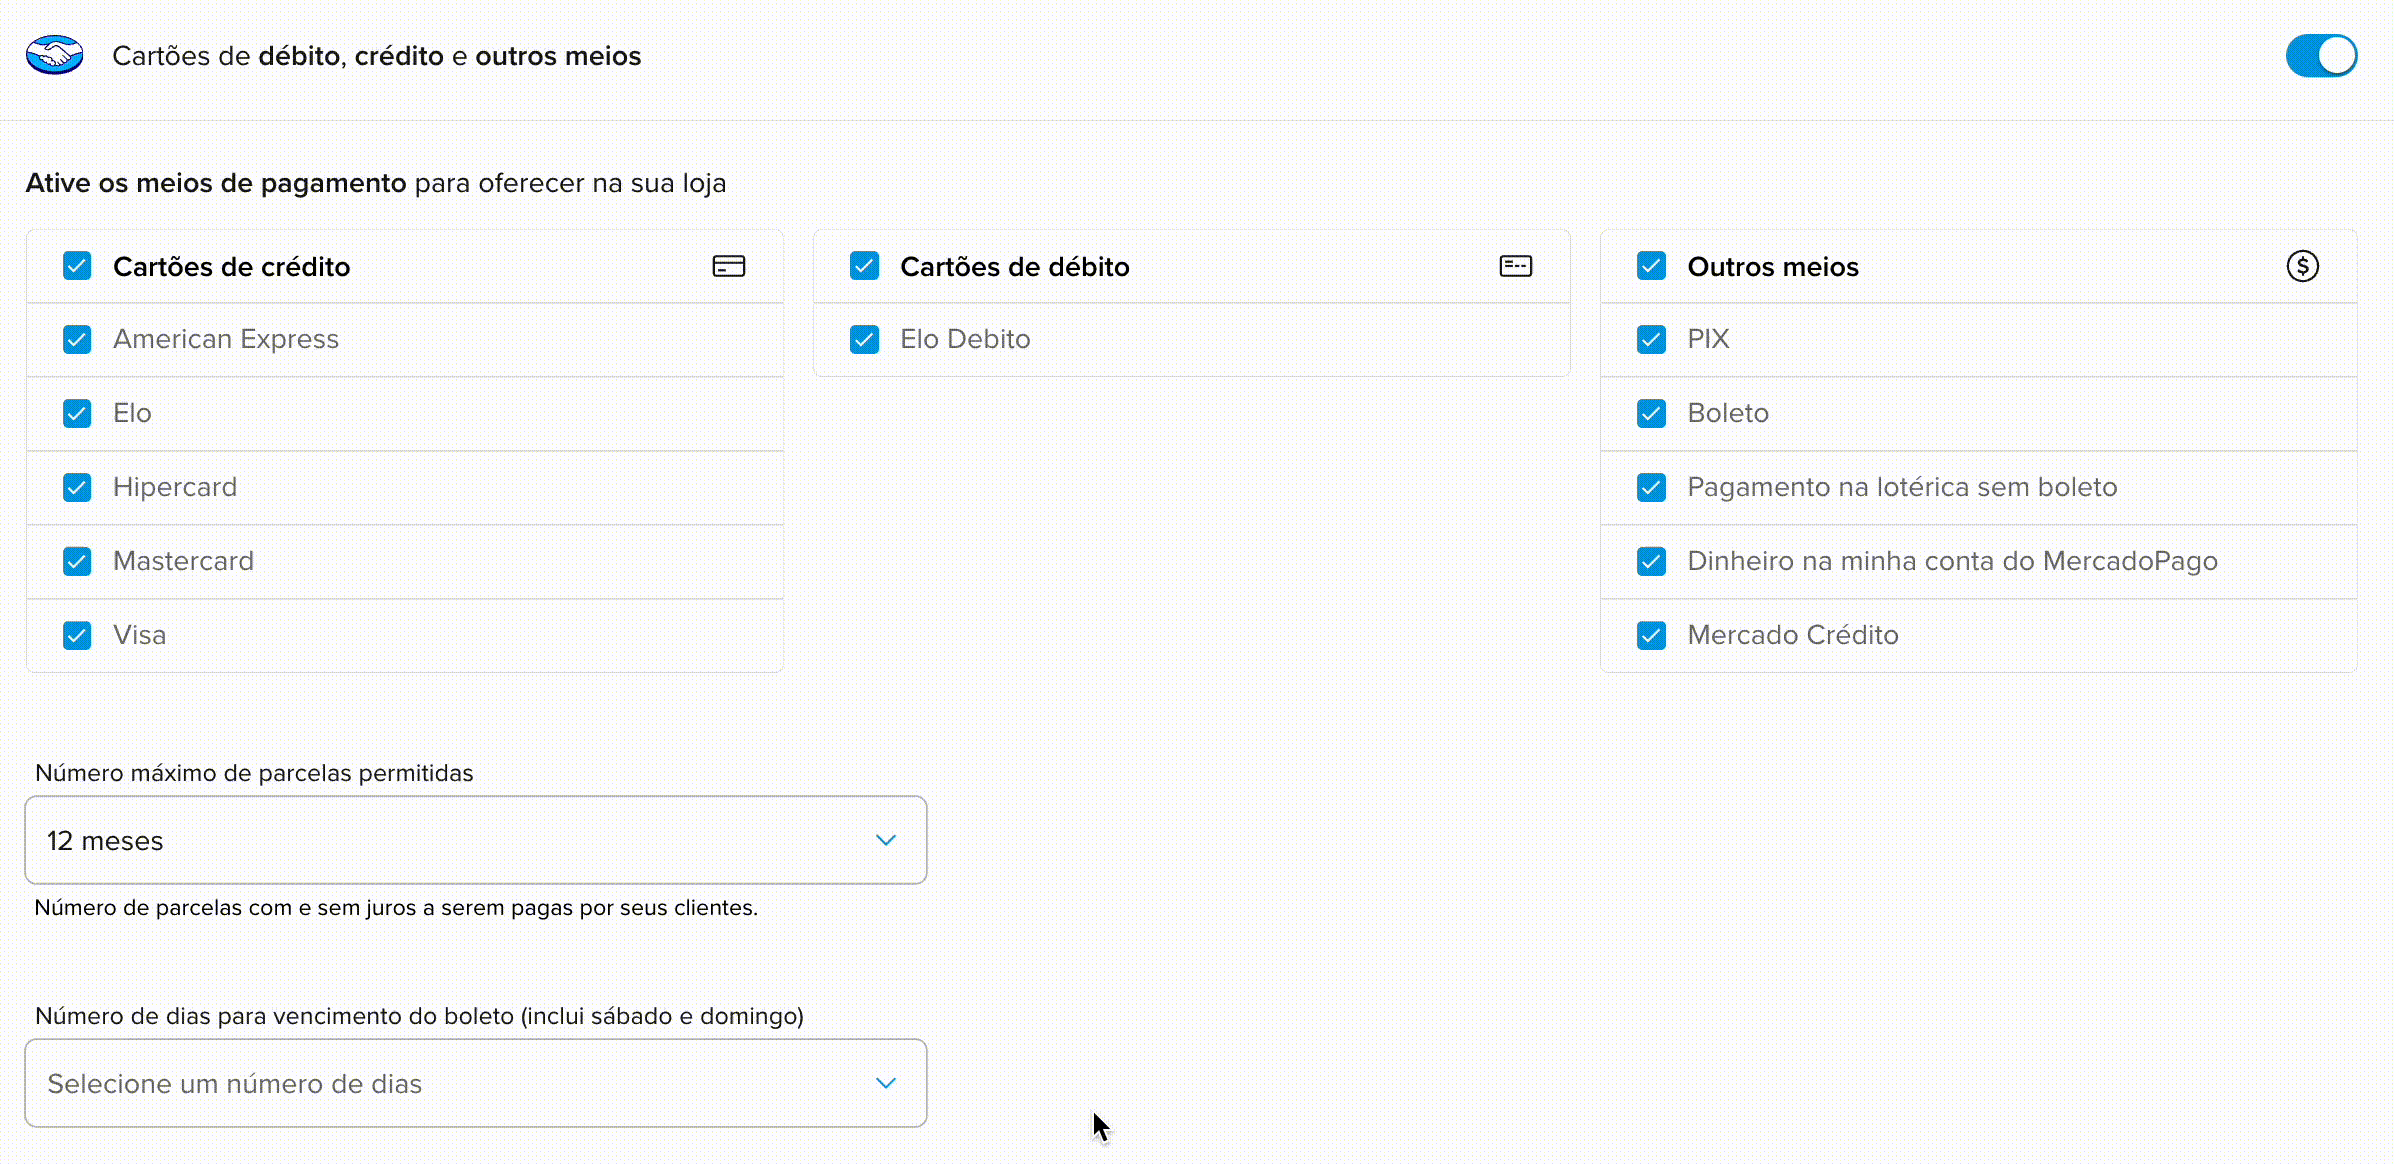 Cartões de débito, crédito e outros meios
Ative os meios de pagamento para oferecer na sua loja
Cartões de crédito
American Express
Elo
Hipercard
Mastercard
Visa
Cartões de débito
Elo Debito
Outros meios
PIX
Boleto
Pagamento na lotérica sem boleto
Dinheiro na minha conta do MercadoPago
Mercado Crédito
Número máximo de parcelas permitidas
12 meses
Número de parcelas com e sem juros a serem pagas por seus clientes.
Número de dias para vencimento do boleto (inclui sábado e domingo)
Selecione um número de dias